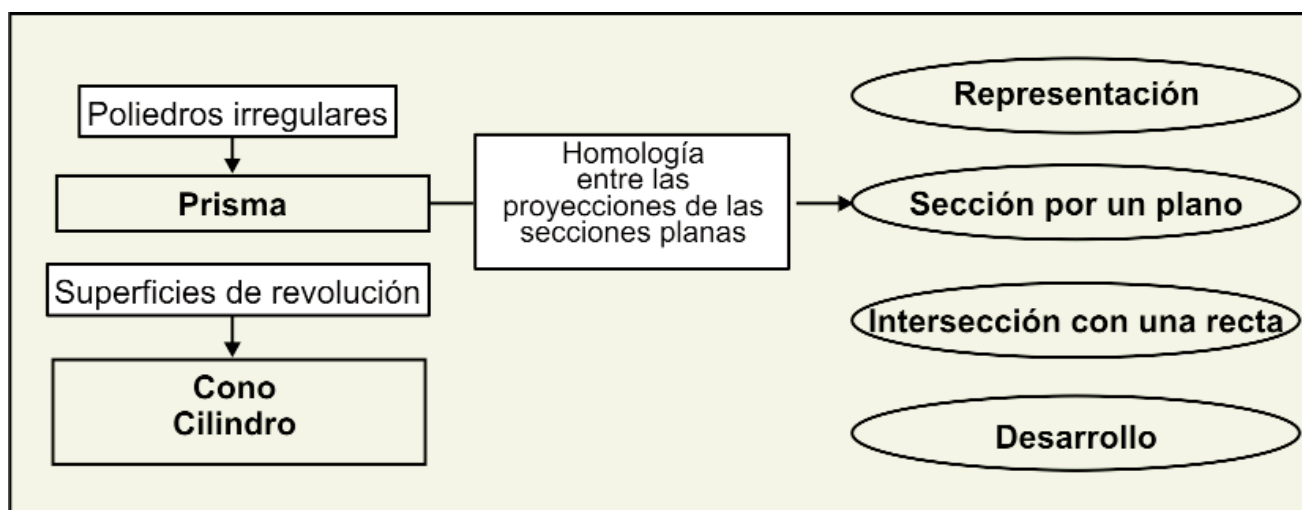 Poliedros irregulares
Prisma
Superficies de revolución
Cono
Cilindro
Homología
entre las
proyecciones de las
secciones planas
Representación
Sección por un plano
Intersección con una recta
Desarrollo